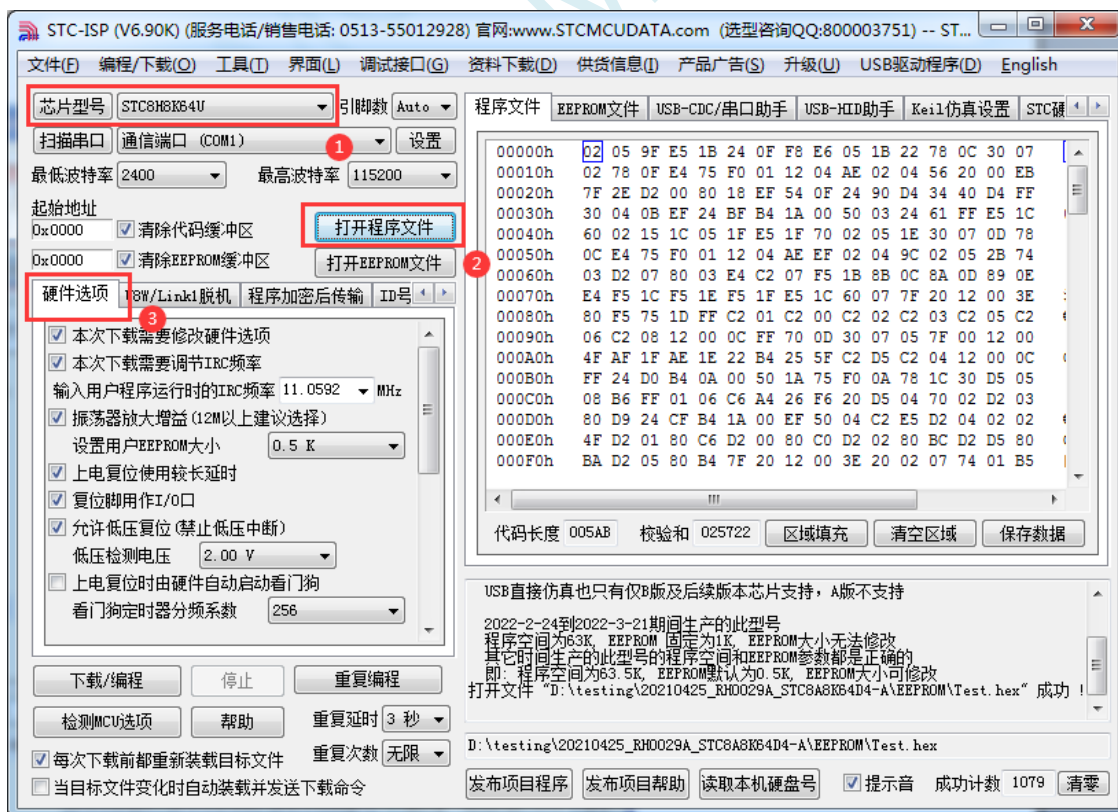 STC-ISP (V6.90K) (服务电话/销售电话: 0513-55012928) 官网:www.STCMCUDATA.com (选型咨询QQ:800003751) -- ST...
文件(F) 编程/下载(O) 工具(T) 界面(L) 调试接口(G) 资料下载(D) 供货信息(I) 产品广告(S) 升级(U) USB驱动程序(D) English
芯片型号 STC8H8K64U 引脚数 Auto
扫描串口 通信端口 (COM1) 设置
1
最低波特率 2400 最高波特率 115200
起始地址
0x0000 清除代码缓冲区 打开程序文件
0x0000 清除EEPROM缓冲区 打开EEPROM文件
2
硬件选项 U8W/Link1脱机 程序加密后传输 ID号
3
本次下载需要修改硬件选项
本次下载需要调节IRC频率
输入用户程序运行时的IRC频率 11.0592 MHz
振荡器放大增益(12M以上建议选择)
设置用户EEPROM大小 0.5 K
上电复位使用较长延时
复位脚用作I/O口
允许低压复位(禁止低压中断)
低压检测电压 2.00 V
上电复位时由硬件自动启动看门狗
看门狗定时器分频系数 256
下载/编程 停止 重复编程
检测MCU选项 帮助 重复延时 3 秒
每次下载前都重新装载目标文件 重复次数 无限
当目标文件变化时自动装载并发送下载命令
程序文件 EEPROM文件 USB-CDC/串口助手 USB-HID助手 Keil仿真设置 STC硬
00000h 02 05 9F E5 1B 24 0F F8 E6 05 1B 22 78 0C 30 07
00010h 02 78 0F E4 75 F0 01 12 04 AE 02 04 56 20 00 EB
00020h 7F 2E D2 00 80 18 EF 54 0F 24 90 D4 34 40 D4 FF
00030h 30 04 0B EF 24 BF B4 1A 00 50 03 24 61 FF E5 1C
00040h 60 02 15 1C 05 1F E5 1F 70 02 05 1E 30 07 0D 78
00050h 0C E4 75 F0 01 12 04 AE EF 02 04 9C 02 05 2B 74
00060h 03 D2 07 80 03 E4 C2 07 F5 1B 8B 0C 8A 0D 89 0E
00070h E4 F5 1C F5 1E F5 1F E5 1C 60 07 7F 20 12 00 3E
00080h 80 F5 75 1D FF C2 01 C2 00 C2 02 C2 03 C2 05 C2
00090h 06 C2 08 12 00 0C FF 70 0D 30 07 05 7F 00 12 00
000A0h 4F AF 1F AE 1E 22 B4 25 5F C2 D5 C2 04 12 00 0C
000B0h FF 24 D0 B4 0A 00 50 1A 75 F0 0A 78 1C 30 D5 05
000C0h 08 B6 FF 01 06 C6 A4 26 F6 20 D5 04 70 02 D2 03
000D0h 80 D9 24 CF B4 1A 00 EF 50 04 C2 E5 D2 04 02 02
000E0h 4F D2 01 80 C6 D2 00 80 C0 D2 02 80 BC D2 D5 80
000F0h BA D2 05 80 B4 7F 20 12 00 3E 20 02 07 74 01 B5
代码长度 005AB 校验和 025722 区域填充 清空区域 保存数据
USB直接仿真也只有仅B版及后续版本芯片支持，A版不支持
2022-2-24到2022-3-21期间生产的此型号
程序空间为63K, EEPROM 固定为1K, EEPROM大小无法修改
其它时间生产的此型号的程序空间和EEPROM参数都是正确的
即: 程序空间为63.5K, EEPROM默认为0.5K, EEPROM大小可修改
打开文件 "D:\testing\20210425_RH0029A_STC8A8K64D4-A\EEPROM\Test.hex" 成功 !
D:\testing\20210425_RH0029A_STC8A8K64D4-A\EEPROM\Test.hex
发布项目程序 发布项目帮助 读取本机硬盘号 提示音 成功计数 1079 清零